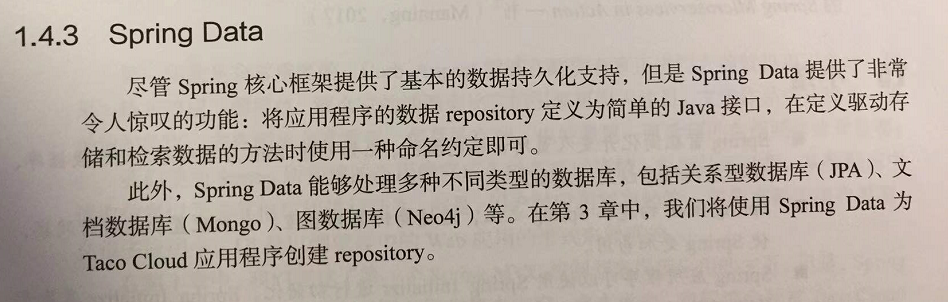 1.4.3 Spring Data
尽管 Spring 核心框架提供了基本的数据持久化支持，但是 Spring Data 提供了非常
令人惊叹的功能：将应用程序的数据 repository 定义为简单的 Java 接口，在定义驱动存
储和检索数据的方法时使用一种命名约定即可。
此外，Spring Data 能够处理多种不同类型的数据库，包括关系型数据库（JPA）、文
档数据库（Mongo）、图数据库（Neo4j）等。在第 3 章中，我们将使用 Spring Data 为
Taco Cloud 应用程序创建 repository。